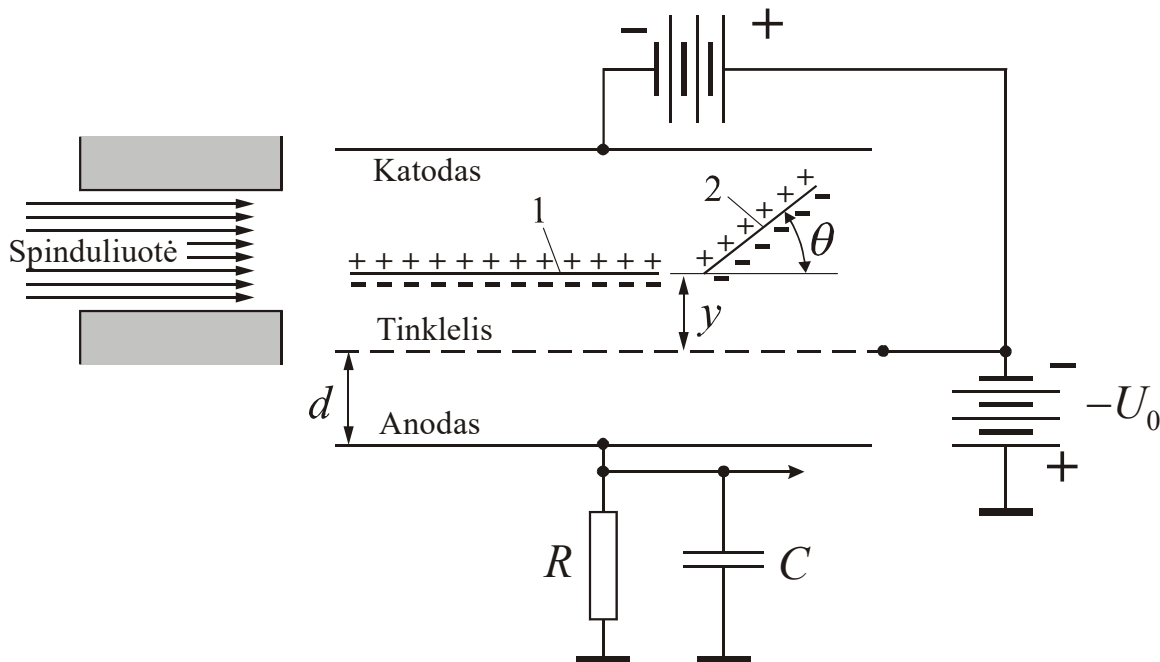 − +
Katodas
1
2
θ
Spinduliuotė
y
Tinklelis
d
Anodas
−
−U₀
+
R
C